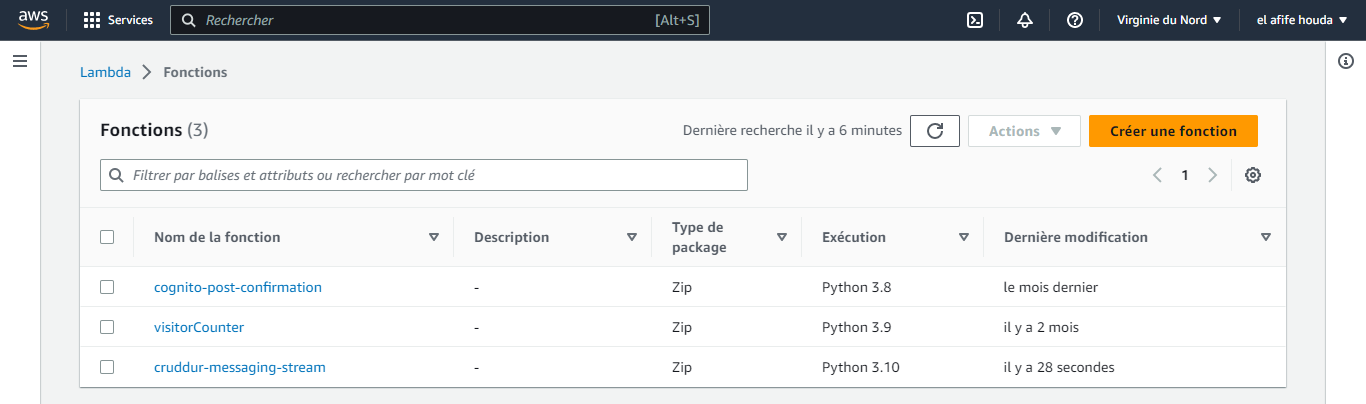 aws Services Rechercher [Alt+S] Virginie du Nord el afife houda
Lambda Fonctions
Fonctions (3) Dernière recherche il y a 6 minutes Actions Créer une fonction
Filtrer par balises et attributs ou rechercher par mot clé 1
Nom de la fonction Description Type de package Exécution Dernière modification
cognito-post-confirmation - Zip Python 3.8 le mois dernier
visitorCounter - Zip Python 3.9 il y a 2 mois
cruddur-messaging-stream - Zip Python 3.10 il y a 28 secondes